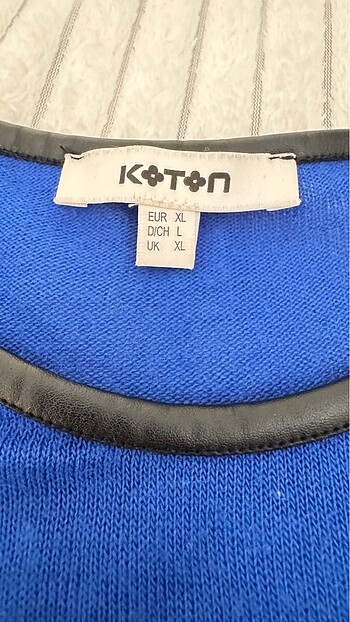 KOTON
EUR XL
D/CH L
UK XL